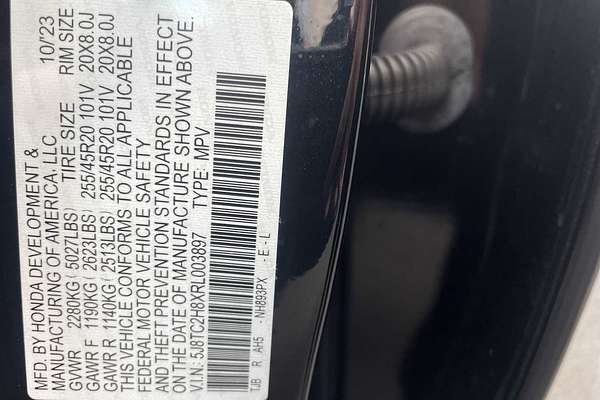 MFD. BY HONDA DEVELOPMENT & 10/'23
MANUFACTURING OF AMERICA, LLC TIRE SIZE RIM SIZE
GVWR 2280KG ( 5027LBS)
GAWR F 1190KG ( 2623LBS) 255/45R20 101V 20X8.0J
GAWR R 1140KG ( 2513LBS) 255/45R20 101V 20X8.0J
THIS VEHICLE CONFORMS TO ALL APPLICABLE
FEDERAL MOTOR VEHICLE SAFETY
AND THEFT PREVENTION STANDARDS IN EFFECT
ON THE DATE OF MANUFACTURE SHOWN ABOVE.
V.I.N: 5J8TC2H8XRL003897 TYPE: MPV
TJB R AH5 - NH893PX - E - L